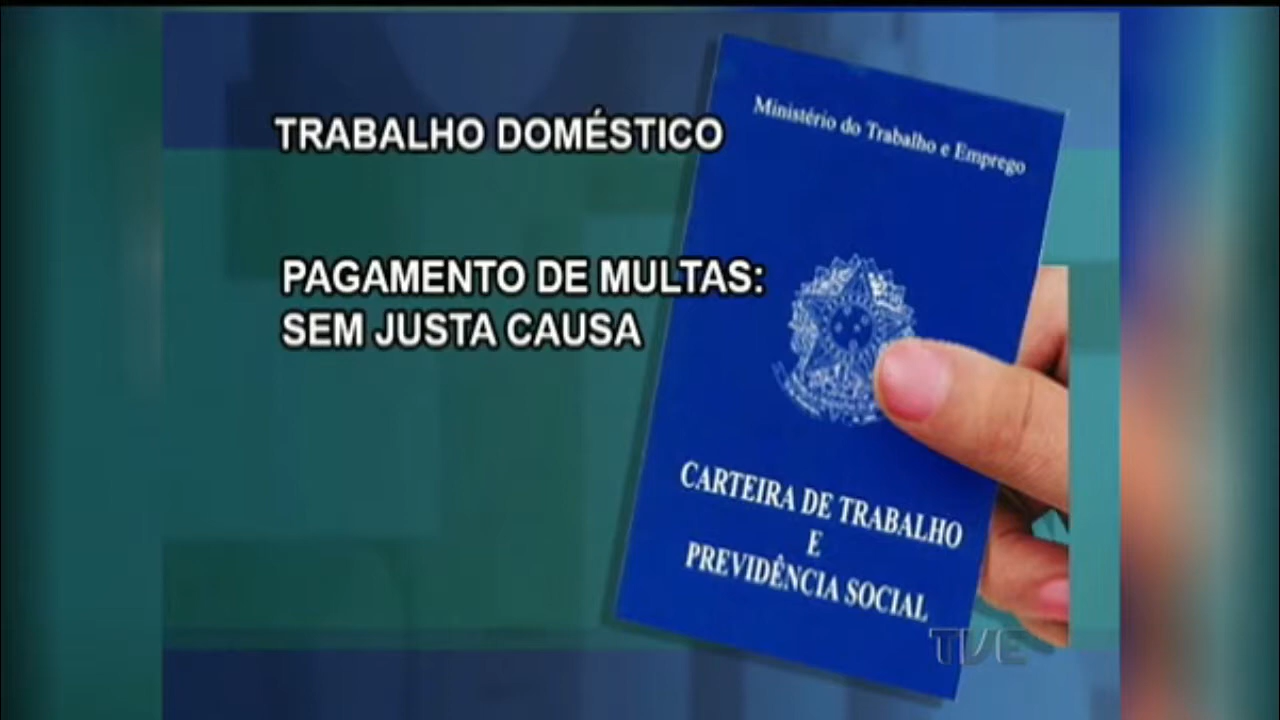 TRABALHO DOMÉSTICO
PAGAMENTO DE MULTAS:
SEM JUSTA CAUSA
Ministério do Trabalho e Emprego
CARTEIRA DE TRABALHO
E
PREVIDÊNCIA SOCIAL
TVE